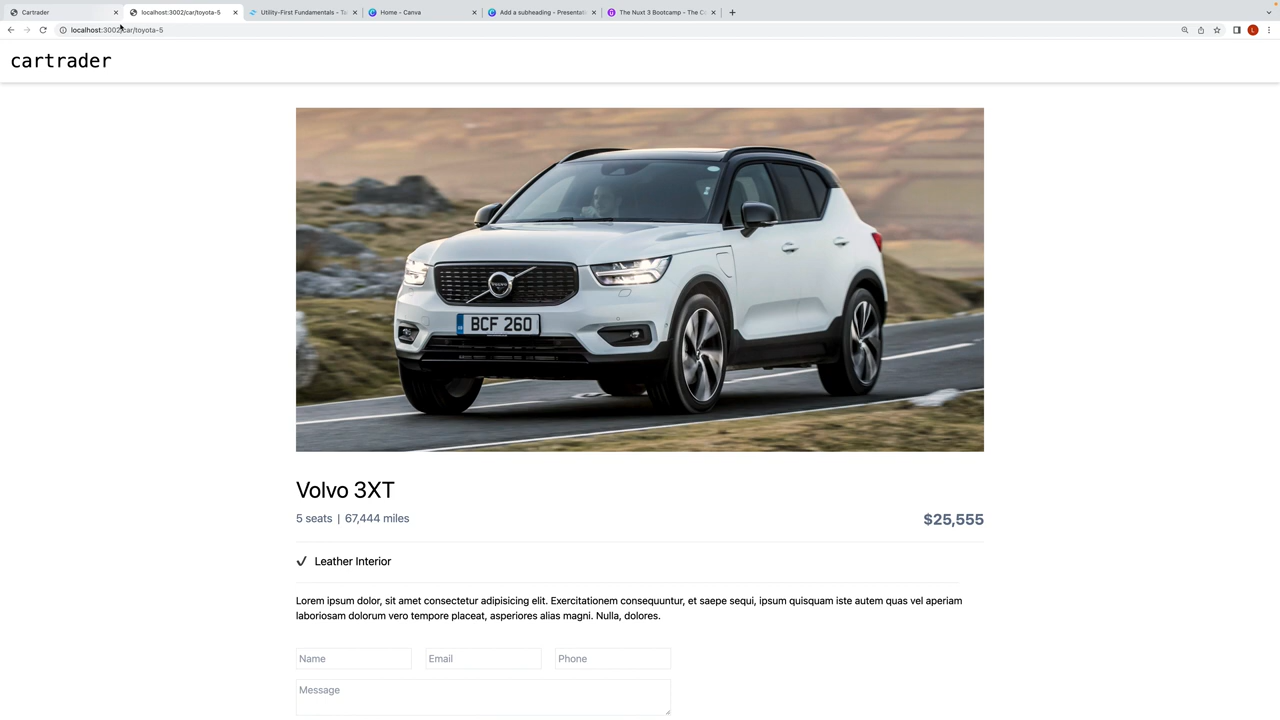 Cartrader
localhost:3002/car/toyota-5
Utility-First Fundamentals - Ta
Home - Canva
Add a subheading - Presentat
The Nuxt 3 Bootcamp - The Co
localhost:3002/car/toyota-5
L
cartrader
VOLVO
BCF 260
Volvo 3XT
5 seats | 67,444 miles
$25,555
Leather Interior
Lorem ipsum dolor, sit amet consectetur adipisicing elit. Exercitationem consequuntur, et saepe sequi, ipsum quisquam iste autem quas vel aperiam
laboriosam dolorum vero tempore placeat, asperiores alias magni. Nulla, dolores.
Name
Email
Phone
Message